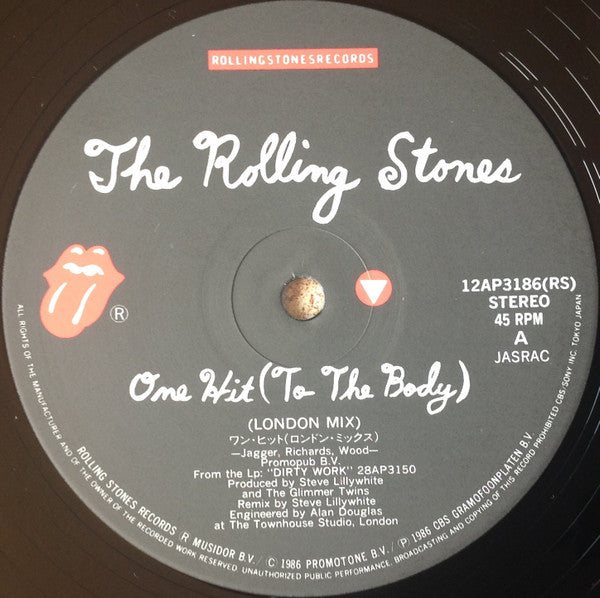 ROLLINGSTONESRECORDS
The Rolling Stones
®
12AP3186(RS)
STEREO
45 RPM
A
JASRAC
One Hit (To The Body)
(LONDON MIX)
ワン・ヒット(ロンドン・ミックス)
—Jagger, Richards, Wood—
Promopub B.V.
From the Lp: "DIRTY WORK" 28AP3150
Produced by Steve Lillywhite
and The Glimmer Twins
Remix by Steve Lillywhite
Engineered by Alan Douglas
at The Townhouse Studio, London
ROLLING STONES RECORDS Ⓡ MUSIDOR B.V./ Ⓒ 1986 PROMOTONE B.V./ Ⓟ 1986 CBS GRAMOFOONPLATEN B.V.
ALL RIGHTS OF THE MANUFACTURER AND OF THE OWNER OF THE RECORDED WORK RESERVED. UNAUTHORIZED PUBLIC PERFORMANCE, BROADCASTING AND COPYING OF THIS RECORD PROHIBITED CBS/SONY INC. TOKYO JAPAN